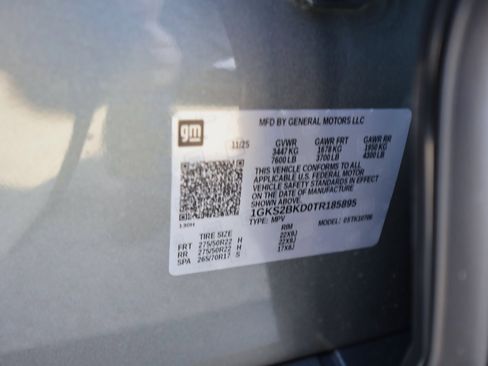 gm
MFD BY GENERAL MOTORS LLC
11/25 GVWR GAWR FRT GAWR RR
3447 KG 1678 KG 1950 KG
7600 LB 3700 LB 4300 LB
THIS VEHICLE CONFORMS TO ALL
APPLICABLE U.S. FEDERAL MOTOR
VEHICLE SAFETY STANDARDS IN EFFECT
ON THE DATE OF MANUFACTURE
SHOWN ABOVE.
1GKS2BKD0TR185895
TYPE: MPV MODEL:
TIRE SIZE RIM
FRT 275/50R22 H 22X9J
RR 275/50R22 H 22X9J
SPA 265/70R17 S 17X8J